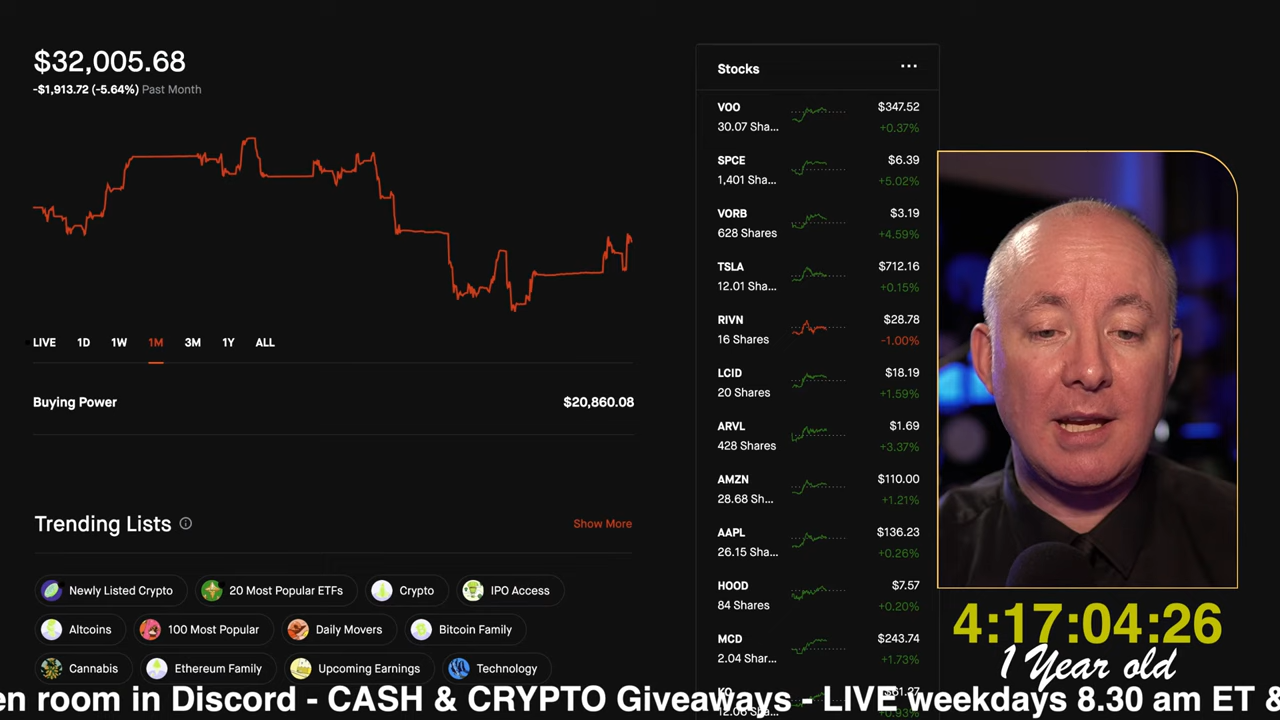 $32,005.68
-$1,913.72 (-5.64%) Past Month
LIVE 1D 1W 1M 3M 1Y ALL
Buying Power $20,860.08
Trending Lists
Show More
Newly Listed Crypto 20 Most Popular ETFs Crypto IPO Access
Altcoins 100 Most Popular Daily Movers Bitcoin Family
Cannabis Ethereum Family Upcoming Earnings Technology
Stocks
VOO $347.52
30.07 Sha... +0.37%
SPCE $6.39
1,401 Sha... +5.02%
VORB $3.19
628 Shares +4.59%
TSLA $712.16
12.01 Sha... +0.15%
RIVN $28.78
16 Shares -1.00%
LCID $18.19
20 Shares +1.59%
ARVL $1.69
428 Shares +3.37%
AMZN $110.00
28.68 Sh... +1.21%
AAPL $136.23
26.15 Sha... +0.26%
HOOD $7.57
84 Shares +0.20%
MCD $243.74
2.04 Shar... +1.73%
4:17:04:26
1 Year old
en room in Discord - CASH & CRYPTO Giveaways - LIVE weekdays 8.30 am ET &